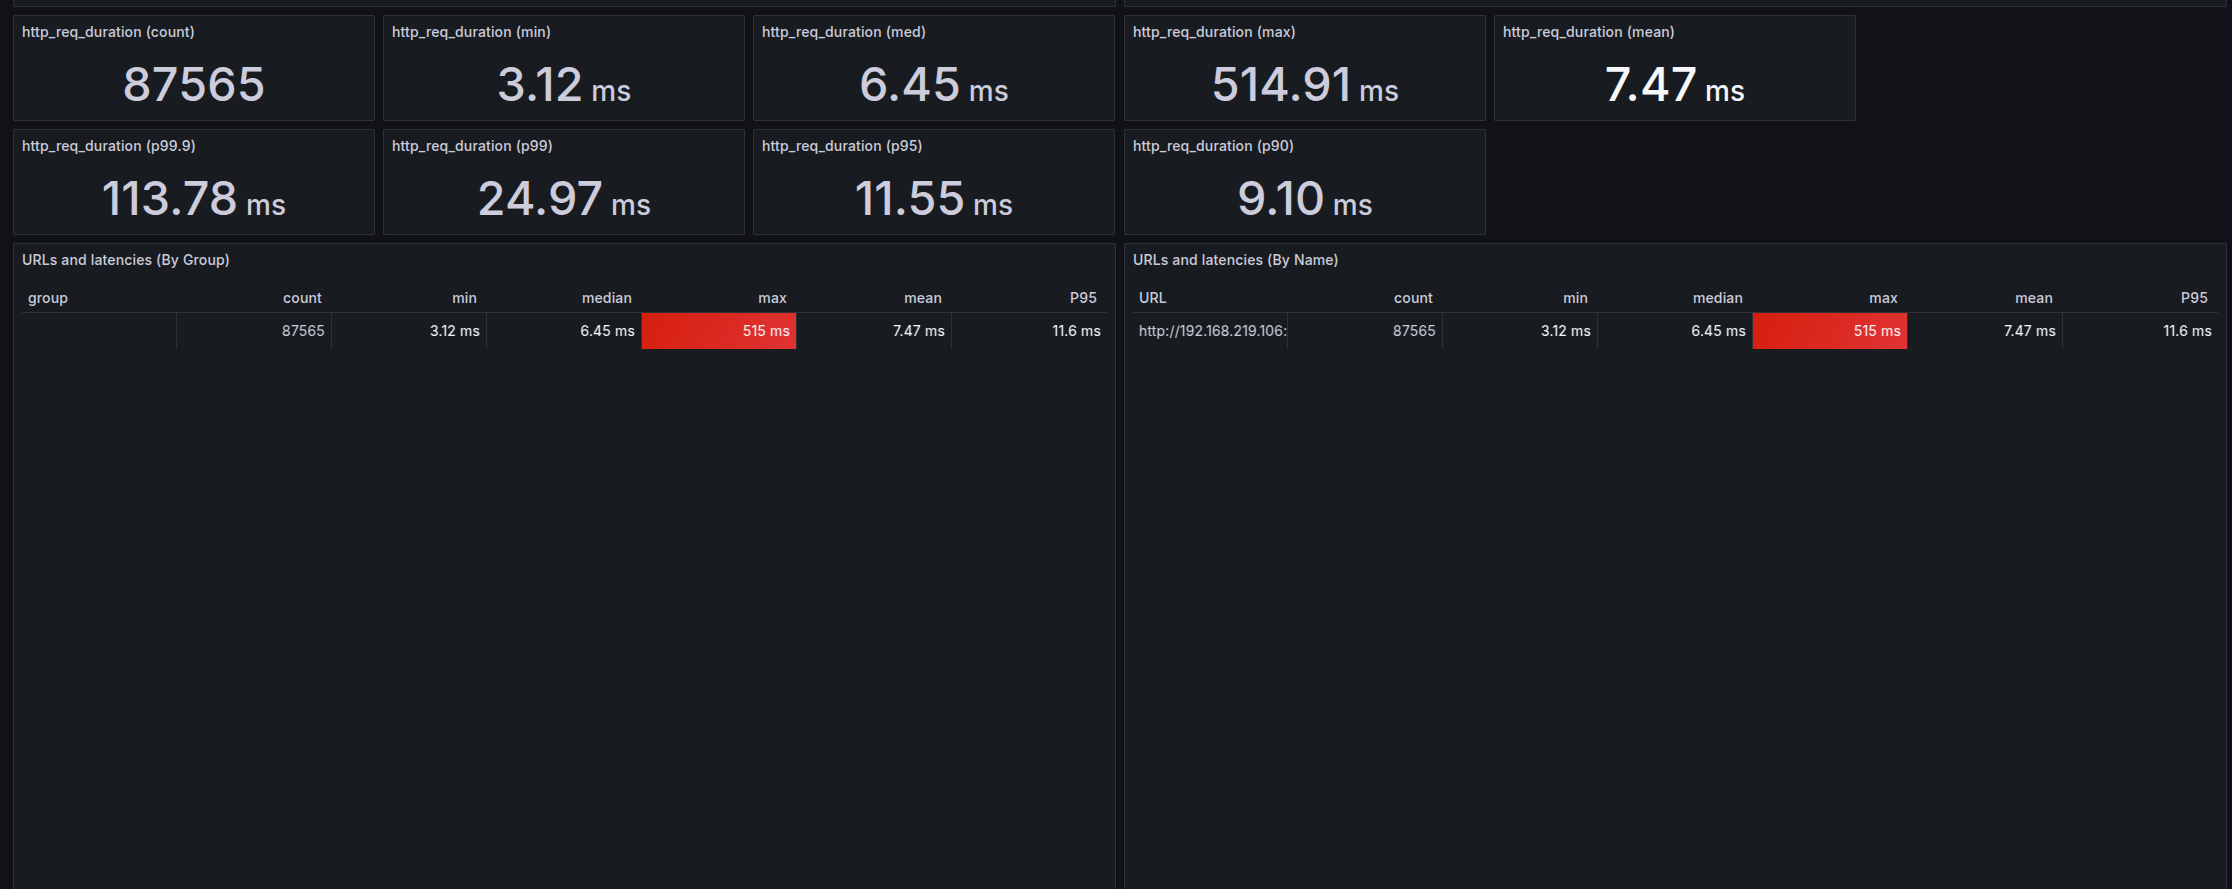 http_req_duration (count)
http_req_duration (min)
http_req_duration (med)
http_req_duration (max)
http_req_duration (mean)
87565
3.12 ms
6.45 ms
514.91 ms
7.47 ms
http_req_duration (p99.9)
http_req_duration (p99)
http_req_duration (p95)
http_req_duration (p90)
113.78 ms
24.97 ms
11.55 ms
9.10 ms
URLs and latencies (By Group)
group count min median max mean P95
87565 3.12 ms 6.45 ms 515 ms 7.47 ms 11.6 ms
URLs and latencies (By Name)
URL count min median max mean P95
http://192.168.219.106: 87565 3.12 ms 6.45 ms 515 ms 7.47 ms 11.6 ms